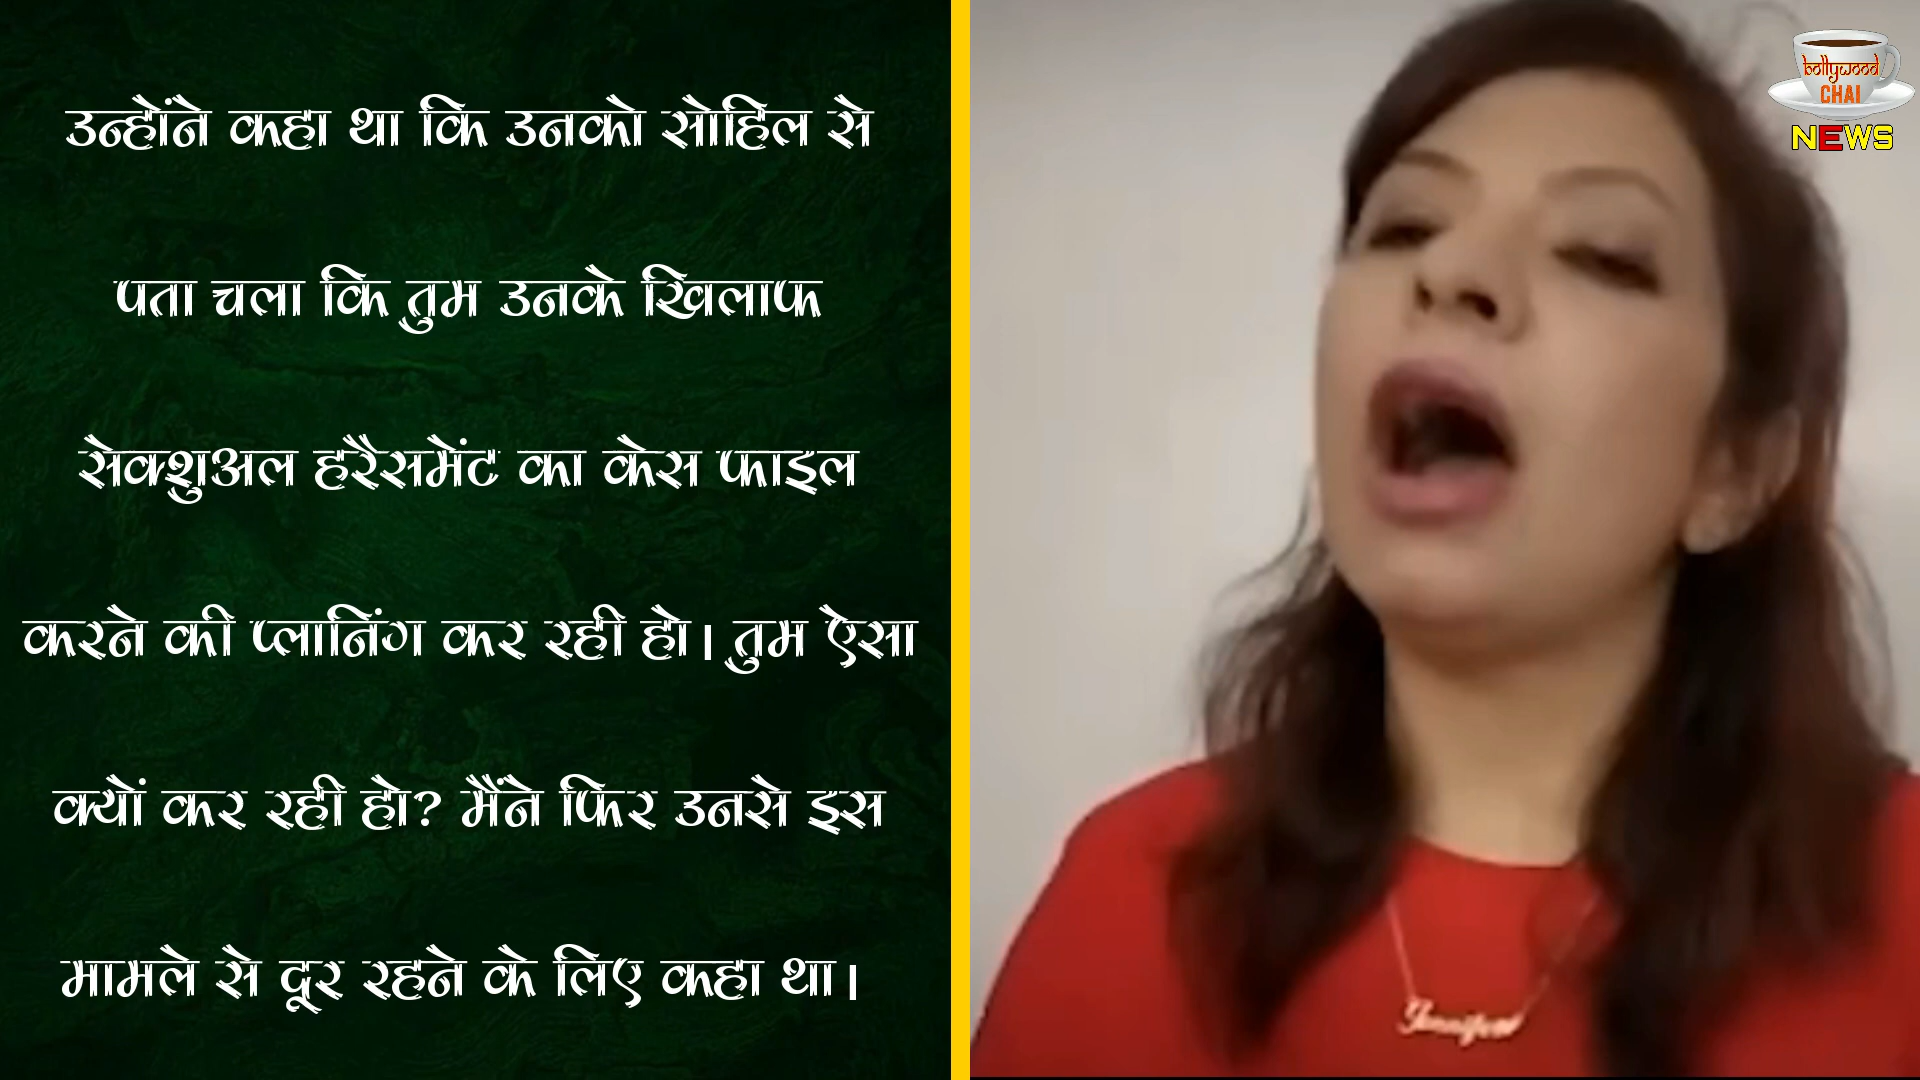 उन्होंने कहा था कि उनको सोहिल से
पता चला कि तुम उनके खिलाफ
सेक्शुअल हरैसमेंट का केस फाइल
करने की प्लानिंग कर रही हो। तुम ऐसा
क्यों कर रही हो? मैंने फिर उनसे इस
मामले से दूर रहने के लिए कहा था।
bollywood
CHAI
NEWS
Jennifer